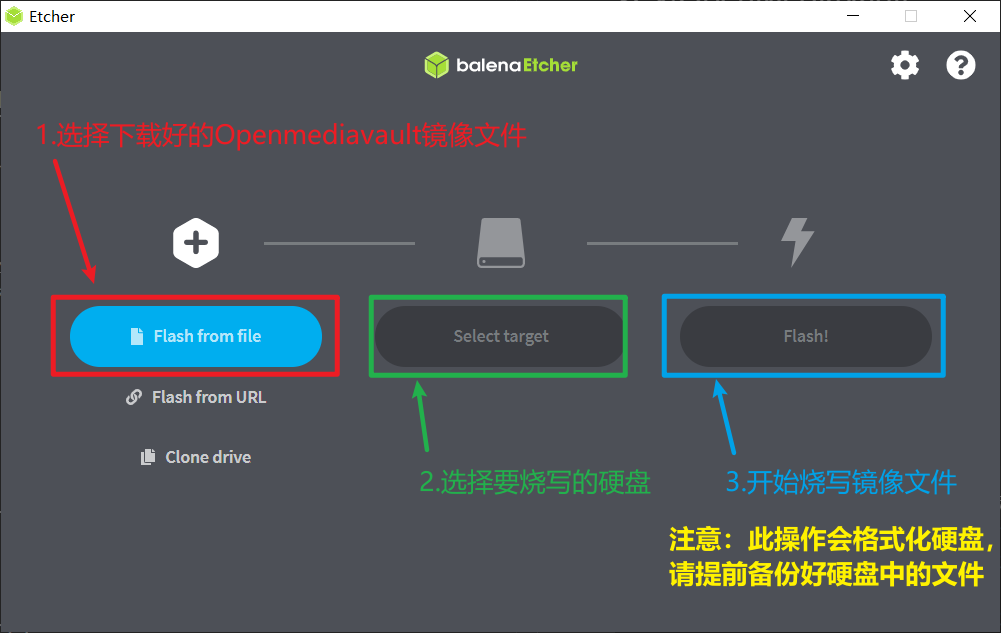 Etcher
balenaEtcher
1.选择下载好的Openmediavault镜像文件
Flash from file
Select target
Flash!
Flash from URL
Clone drive
2.选择要烧写的硬盘
3.开始烧写镜像文件
注意：此操作会格式化硬盘，
请提前备份好硬盘中的文件